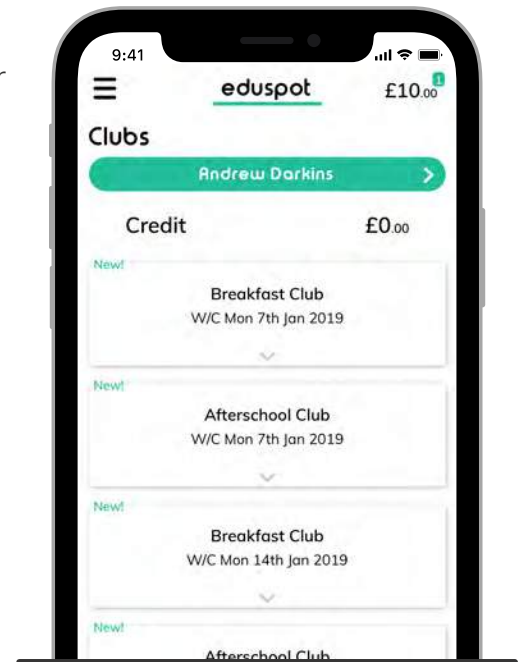 r
9:41
eduspot
£10.00
1
Clubs
Andrew Darkins
Credit £0.00
New!
Breakfast Club
W/C Mon 7th Jan 2019
New!
Afterschool Club
W/C Mon 7th Jan 2019
New!
Breakfast Club
W/C Mon 14th Jan 2019
New!
Afterschool Club